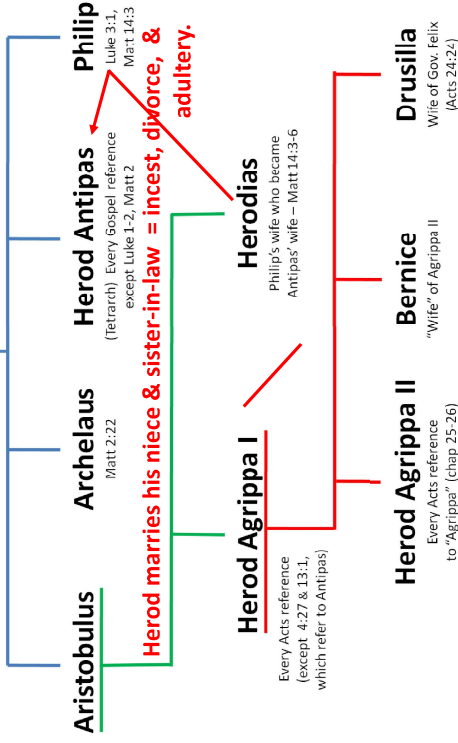 Aristobulus
Archelaus
Matt 2:22
Herod Antipas
(Tetrarch) Every Gospel reference
except Luke 1-2, Matt 2
Philip
Luke 3:1,
Matt 14:3
Herod marries his niece & sister-in-law = incest, divorce, &
adultery.
Herod Agrippa I
Every Acts reference
(except 4:27 & 13:1,
which refer to Antipas)
Herodias
Philip's wife who became
Antipas' wife – Matt 14:3-6
Herod Agrippa II
Every Acts reference
to "Agrippa" (chap 25-26)
Bernice
"Wife" of Agrippa II
Drusilla
Wife of Gov. Felix
(Acts 24:24)